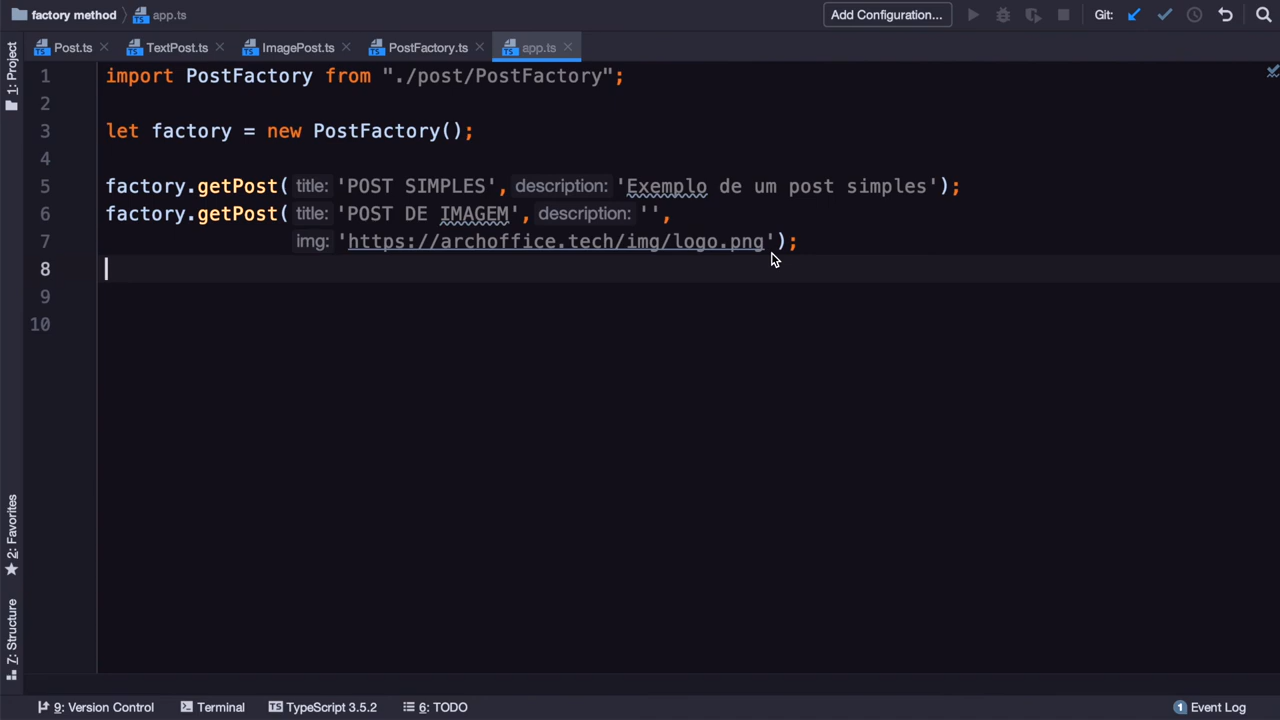 factory method
app.ts
Add Configuration...
Git:
Post.ts
TextPost.ts
ImagePost.ts
PostFactory.ts
app.ts
1: Project
1 import PostFactory from "./post/PostFactory";
2
3 let factory = new PostFactory();
4
5 factory.getPost( title: 'POST SIMPLES', description: 'Exemplo de um post simples');
6 factory.getPost( title: 'POST DE IMAGEM', description: '',
7 img: 'https://archoffice.tech/img/logo.png');
8
9
10
2: Favorites
7: Structure
9: Version Control
Terminal
TypeScript 3.5.2
6: TODO
1 Event Log